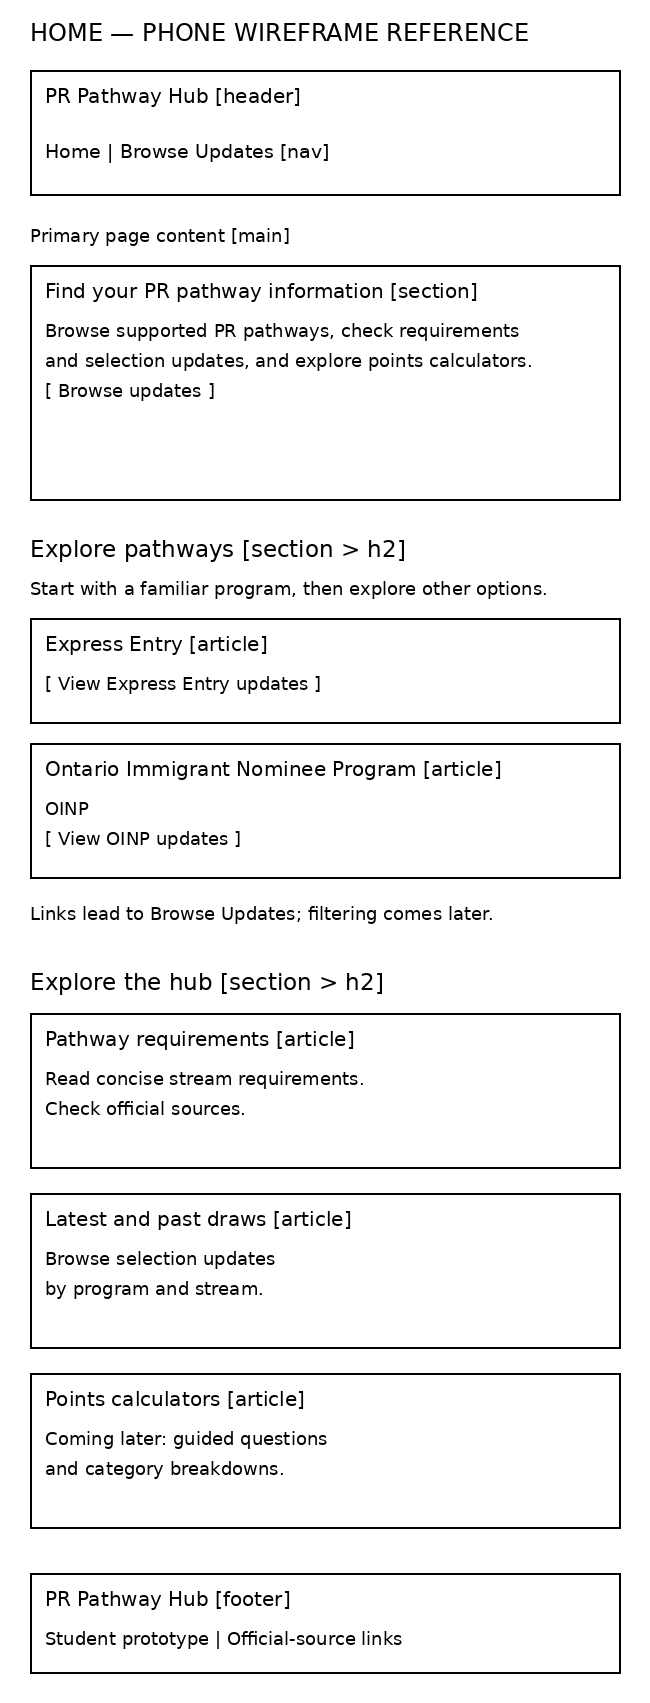 HOME — PHONE WIREFRAME REFERENCE
PR Pathway Hub [header]
Home | Browse Updates [nav]
Primary page content [main]
Find your PR pathway information [section]
Browse supported PR pathways, check requirements
and selection updates, and explore points calculators.
[ Browse updates ]
Explore pathways [section > h2]
Start with a familiar program, then explore other options.
Express Entry [article]
[ View Express Entry updates ]
Ontario Immigrant Nominee Program [article]
OINP
[ View OINP updates ]
Links lead to Browse Updates; filtering comes later.
Explore the hub [section > h2]
Pathway requirements [article]
Read concise stream requirements.
Check official sources.
Latest and past draws [article]
Browse selection updates
by program and stream.
Points calculators [article]
Coming later: guided questions
and category breakdowns.
PR Pathway Hub [footer]
Student prototype | Official-source links